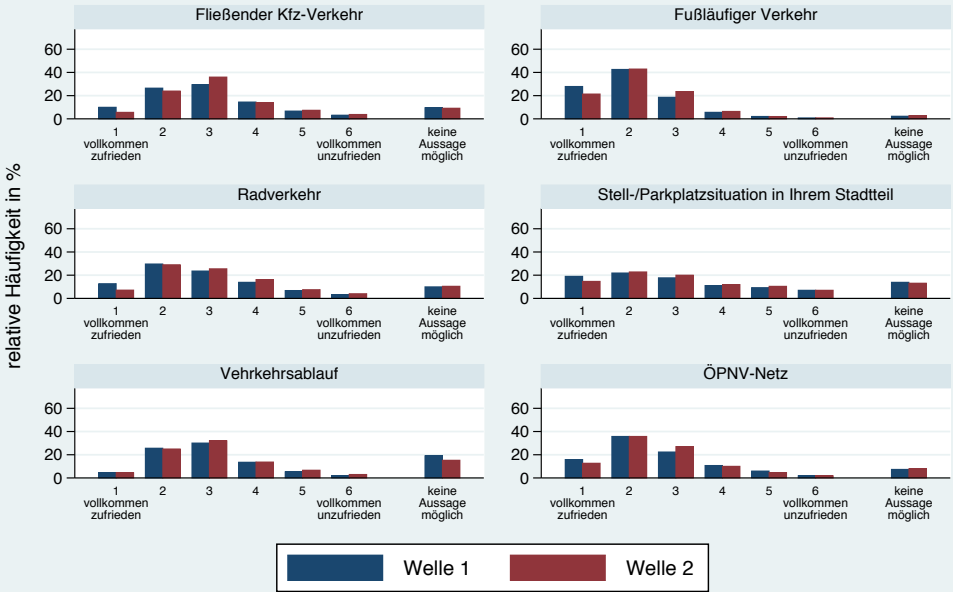 relative Häufigkeit in %
Fließender Kfz-Verkehr
60
40
20
0
1 2 3 4 5 6 keine
vollkommen vollkommen Aussage
zufrieden unzufrieden möglich
Fußläufiger Verkehr
60
40
20
0
1 2 3 4 5 6 keine
vollkommen vollkommen Aussage
zufrieden unzufrieden möglich
Radverkehr
60
40
20
0
1 2 3 4 5 6 keine
vollkommen vollkommen Aussage
zufrieden unzufrieden möglich
Stell-/Parkplatzsituation in Ihrem Stadtteil
60
40
20
0
1 2 3 4 5 6 keine
vollkommen vollkommen Aussage
zufrieden unzufrieden möglich
Vehrkehrsablauf
60
40
20
0
1 2 3 4 5 6 keine
vollkommen vollkommen Aussage
zufrieden unzufrieden möglich
ÖPNV-Netz
60
40
20
0
1 2 3 4 5 6 keine
vollkommen vollkommen Aussage
zufrieden unzufrieden möglich
Welle 1 Welle 2